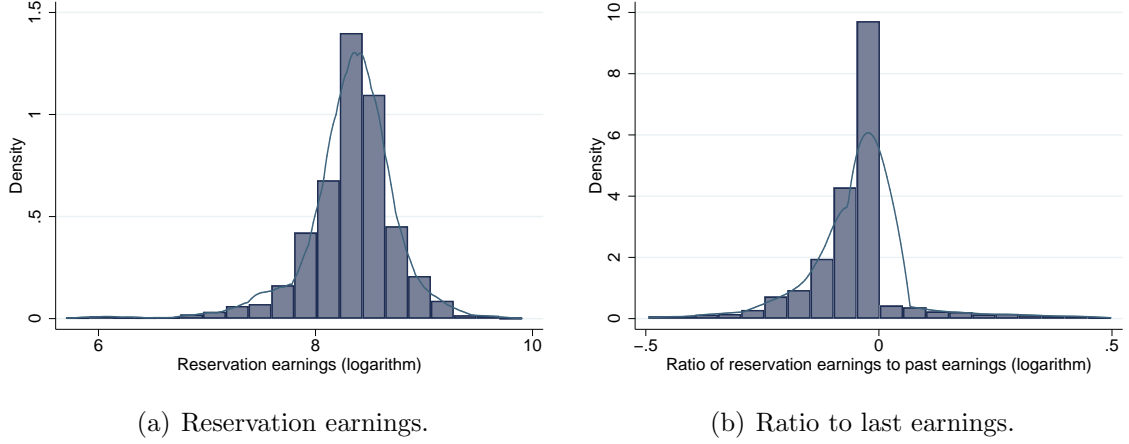 1.5
1
.5
0
Density
6
8
10
Reservation earnings (logarithm)
(a) Reservation earnings.
10
8
6
4
2
0
Density
−.5
0
.5
Ratio of reservation earnings to past earnings (logarithm)
(b) Ratio to last earnings.